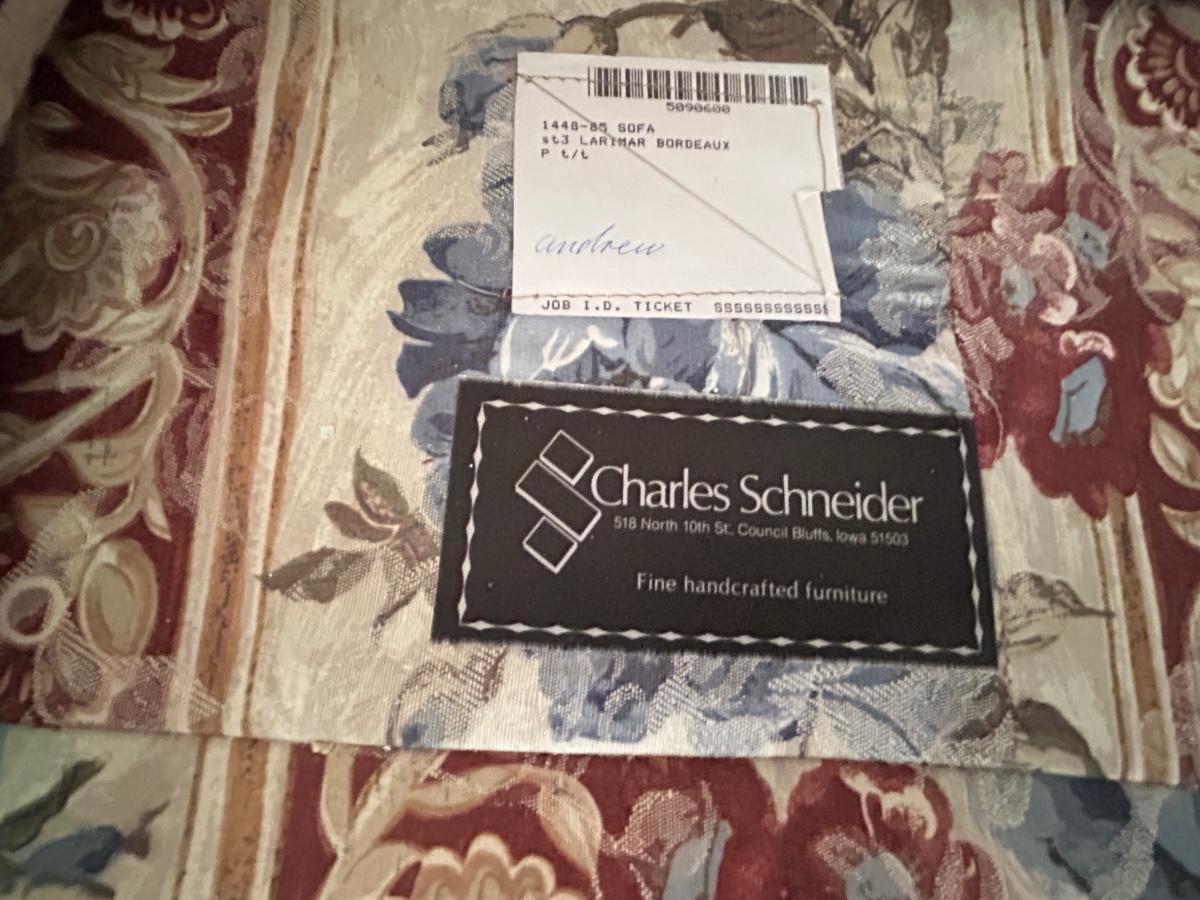 5090600
1448-85 SOFA
st3 LARIMAR BORDEAUX
P t/t
andrew
JOB I.D. TICKET SSSSSSSSSSSS
Charles Schneider
518 North 10th St., Council Bluffs, Iowa 51503
Fine handcrafted furniture